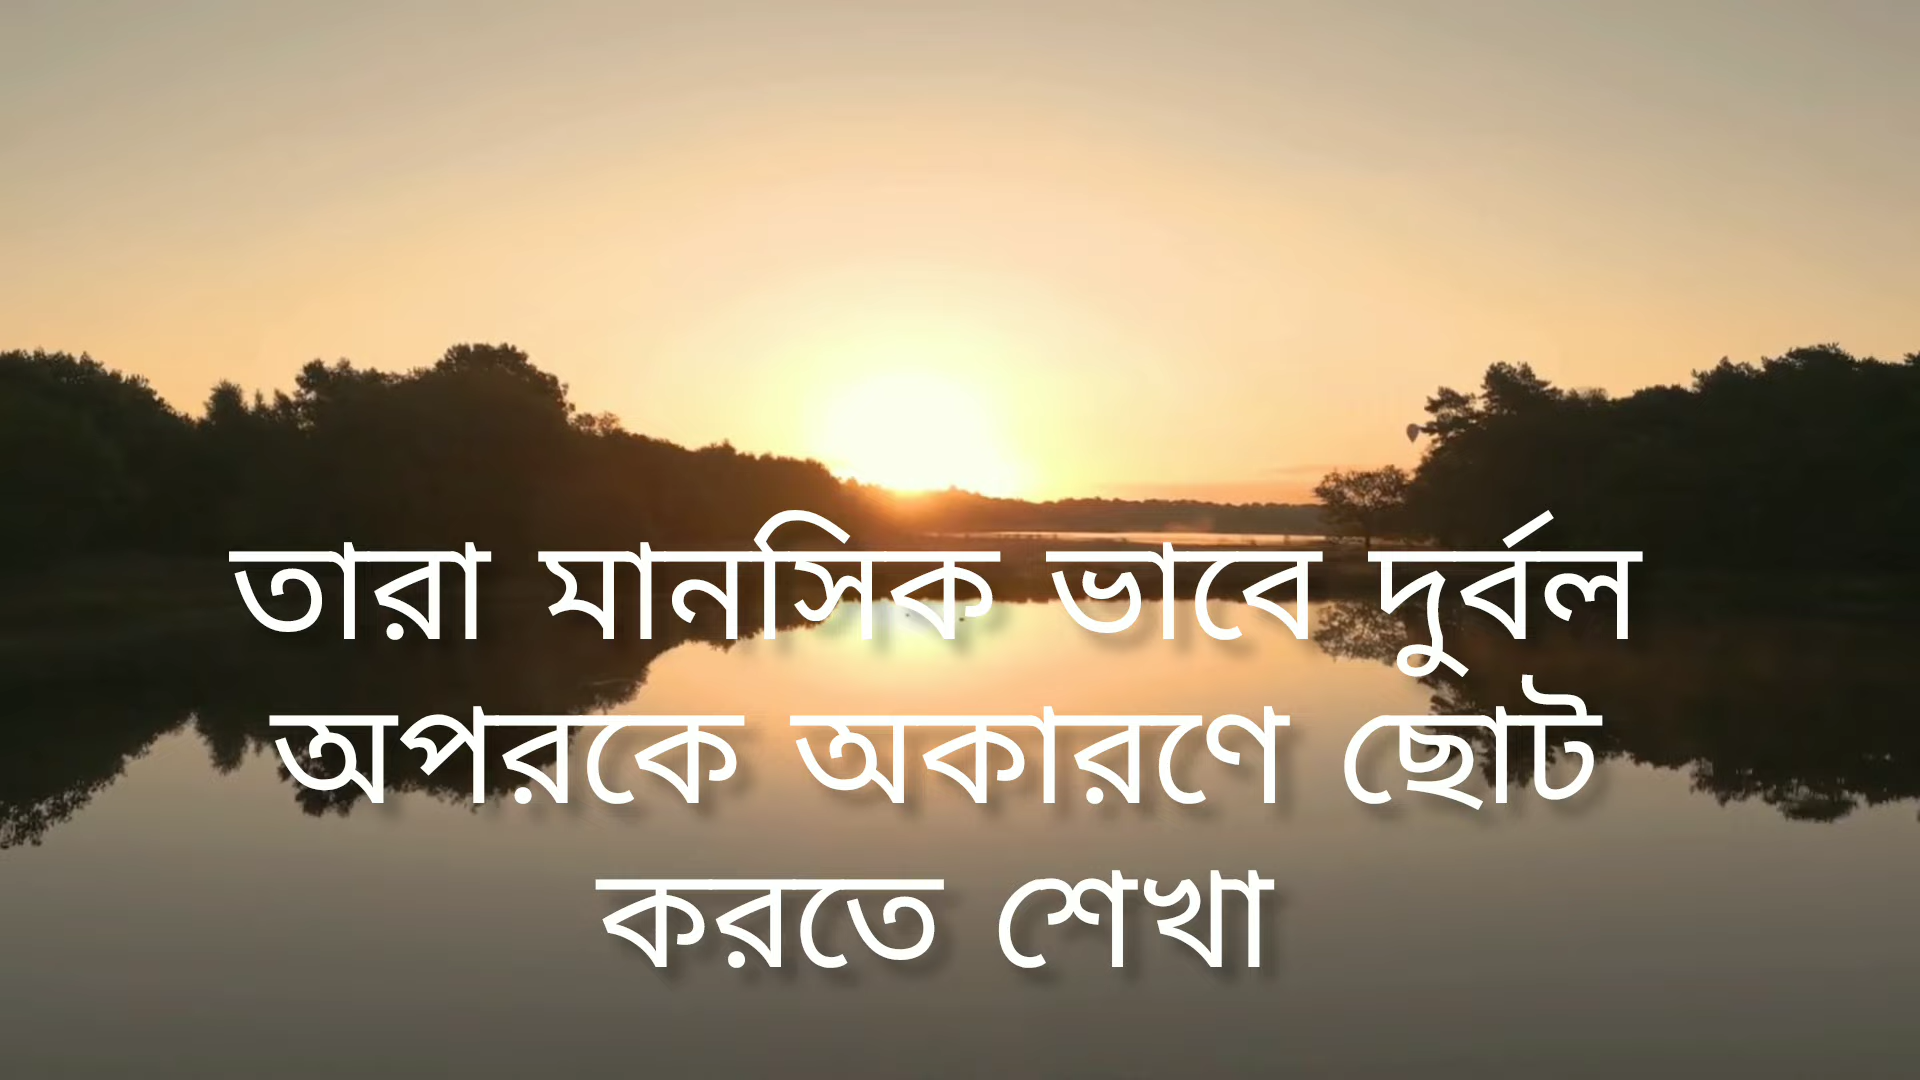 তারা মানসিক ভাবে দুর্বল
অপরকে অকারণে ছোট
করতে শেখা